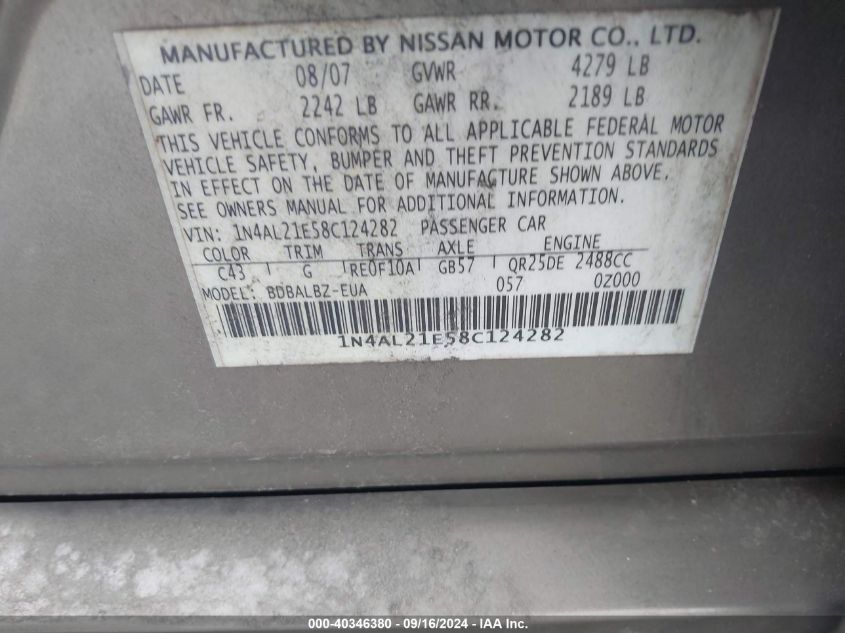 MANUFACTURED BY NISSAN MOTOR CO., LTD.
DATE 08/07 GVWR 4279 LB
GAWR FR. 2242 LB GAWR RR. 2189 LB
THIS VEHICLE CONFORMS TO ALL APPLICABLE FEDERAL MOTOR
VEHICLE SAFETY, BUMPER AND THEFT PREVENTION STANDARDS
IN EFFECT ON THE DATE OF MANUFACTURE SHOWN ABOVE.
SEE OWNERS MANUAL FOR ADDITIONAL INFORMATION.
VIN: 1N4AL21E58C124282 PASSENGER CAR
COLOR TRIM TRANS AXLE ENGINE
C43 G RE0F10A GB57 QR25DE 2488CC
MODEL: BDBALBZ-EUA 057 0Z000
1N4AL21E58C124282
000-40346380 - 09/16/2024 - IAA Inc.